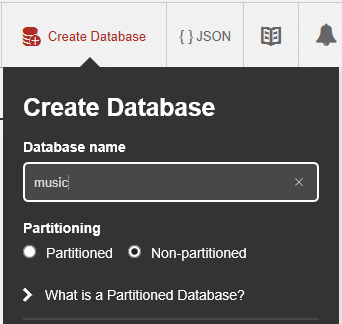 Create Database
{ } JSON
Create Database
Database name
music
Partitioning
Partitioned Non-partitioned
What is a Partitioned Database?